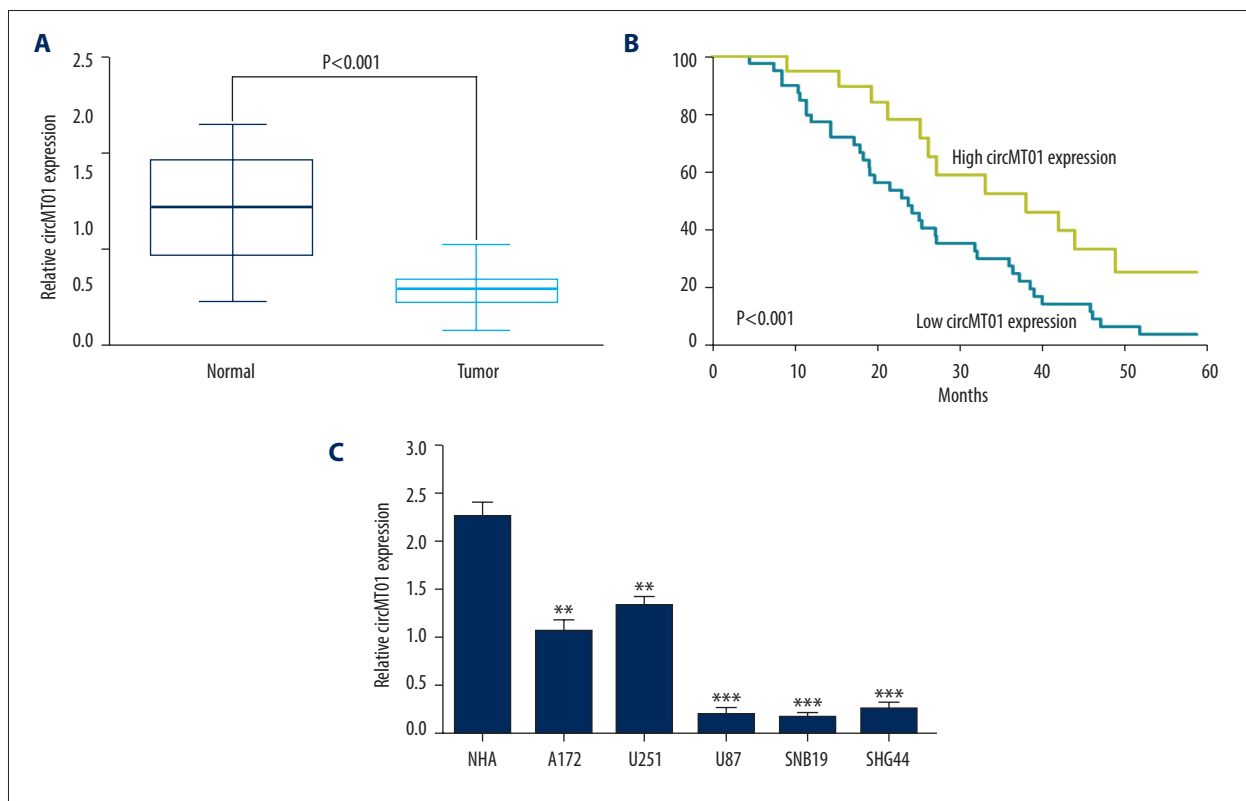 A
Relative circMT01 expression
2.5
2.0
1.5
1.0
0.5
0.0
P<0.001
Normal
Tumor
B
100
80
60
40
20
0
High circMT01 expression
Low circMT01 expression
P<0.001
0
10
20
30
40
50
60
Months
C
Relative circMT01 expression
3.0
2.5
2.0
1.5
1.0
0.5
0.0
**
**
***
***
***
NHA
A172
U251
U87
SNB19
SHG44